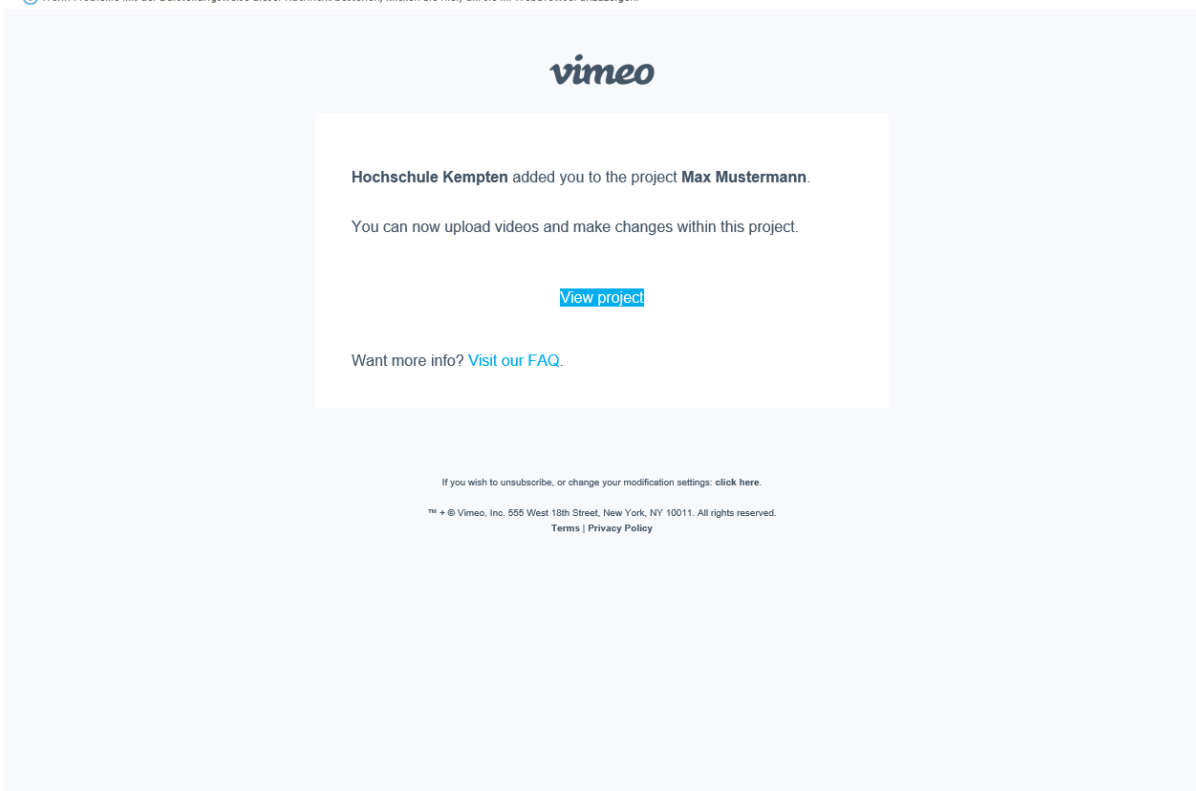 vimeo
Hochschule Kempten added you to the project Max Mustermann.
You can now upload videos and make changes within this project.
View project
Want more info? Visit our FAQ.
If you wish to unsubscribe, or change your modification settings: click here.
™ + © Vimeo, Inc. 555 West 18th Street, New York, NY 10011. All rights reserved.
Terms | Privacy Policy